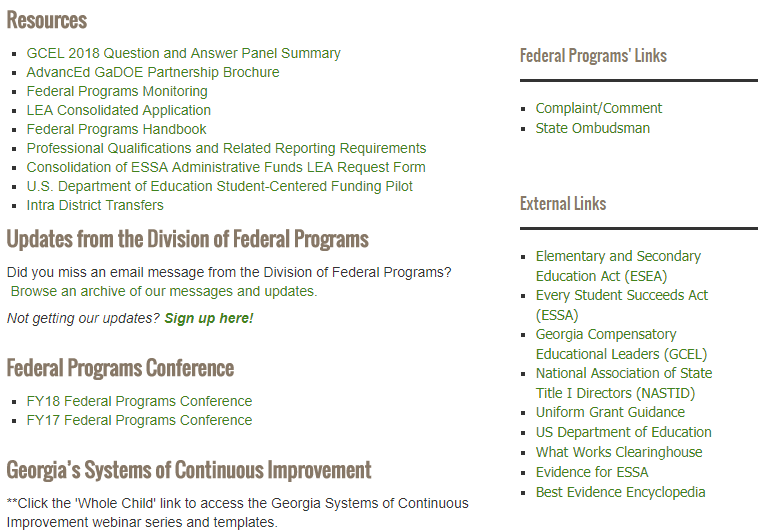 Resources
GCEL 2018 Question and Answer Panel Summary
AdvancEd GaDOE Partnership Brochure
Federal Programs Monitoring
LEA Consolidated Application
Federal Programs Handbook
Professional Qualifications and Related Reporting Requirements
Consolidation of ESSA Administrative Funds LEA Request Form
U.S. Department of Education Student-Centered Funding Pilot
Intra District Transfers
Updates from the Division of Federal Programs
Did you miss an email message from the Division of Federal Programs?
Browse an archive of our messages and updates.
Not getting our updates? Sign up here!
Federal Programs Conference
FY18 Federal Programs Conference
FY17 Federal Programs Conference
Georgia's Systems of Continuous Improvement
**Click the 'Whole Child' link to access the Georgia Systems of Continuous
Improvement webinar series and templates.
Federal Programs' Links
Complaint/Comment
State Ombudsman
External Links
Elementary and Secondary
Education Act (ESEA)
Every Student Succeeds Act
(ESSA)
Georgia Compensatory
Educational Leaders (GCEL)
National Association of State
Title I Directors (NASTID)
Uniform Grant Guidance
US Department of Education
What Works Clearinghouse
Evidence for ESSA
Best Evidence Encyclopedia